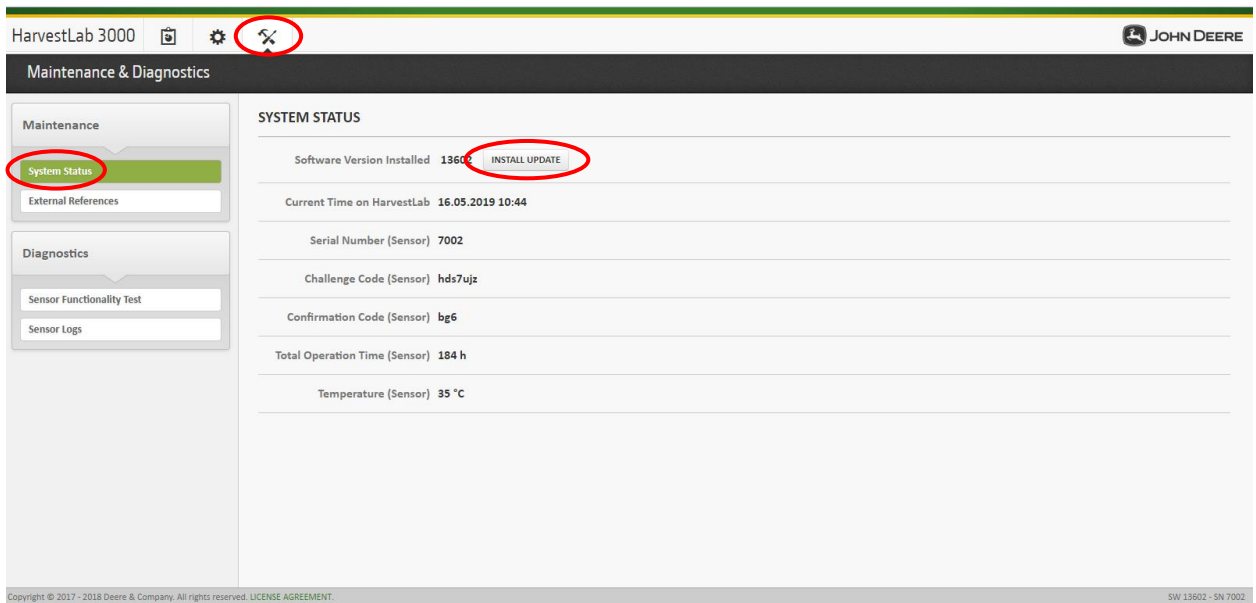 HarvestLab 3000
JOHN DEERE
Maintenance & Diagnostics
Maintenance
System Status
External References
Diagnostics
Sensor Functionality Test
Sensor Logs
SYSTEM STATUS
Software Version Installed 13602 INSTALL UPDATE
Current Time on HarvestLab 16.05.2019 10:44
Serial Number (Sensor) 7002
Challenge Code (Sensor) hds7ujz
Confirmation Code (Sensor) bg6
Total Operation Time (Sensor) 184 h
Temperature (Sensor) 35 °C
Copyright © 2017 - 2018 Deere & Company. All rights reserved. LICENSE AGREEMENT.
SW 13602 - SN 7002